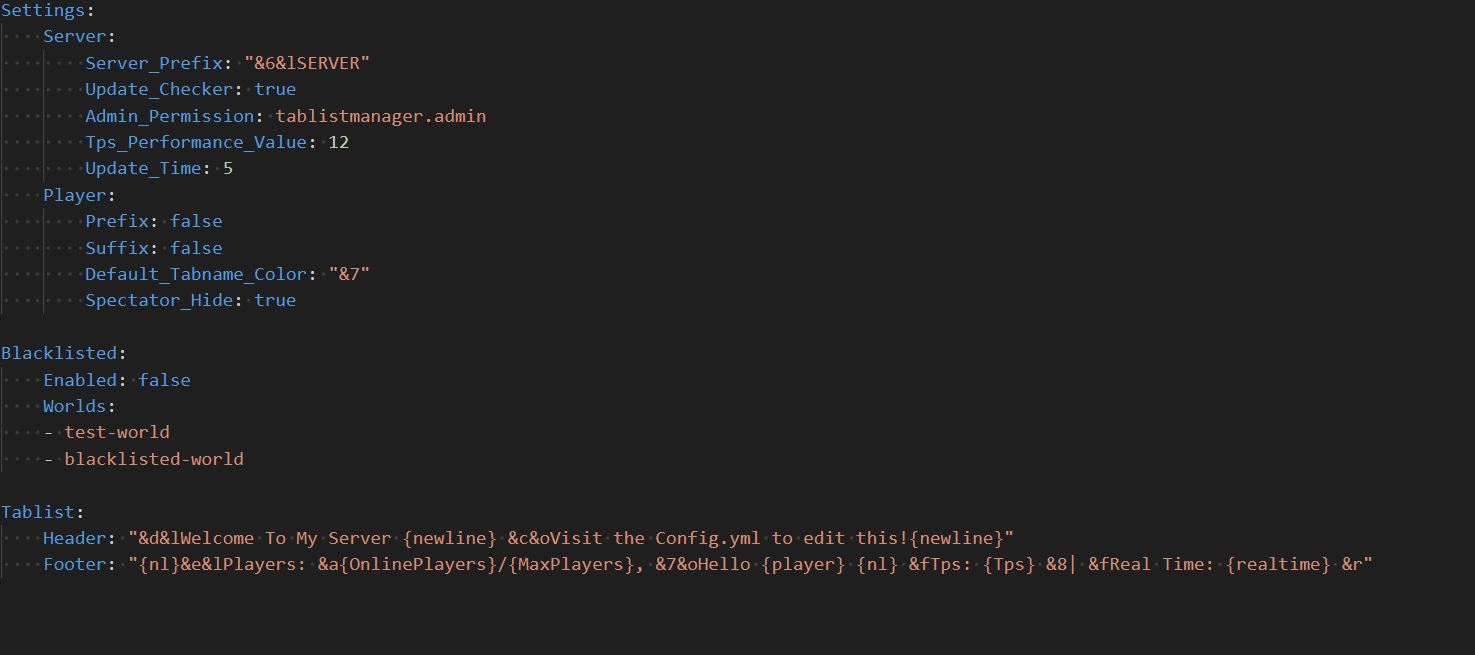 Settings:
    Server:
        Server_Prefix: "&6&lSERVER"
        Update_Checker: true
        Admin_Permission: tablistmanager.admin
        Tps_Performance_Value: 12
        Update_Time: 5
    Player:
        Prefix: false
        Suffix: false
        Default_Tabname_Color: "&7"
        Spectator_Hide: true

Blacklisted:
    Enabled: false
    Worlds:
    - test-world
    - blacklisted-world

Tablist:
    Header: "&d&lWelcome To My Server {newline} &c&oVisit the Config.yml to edit this!{newline}"
    Footer: "{nl}&e&lPlayers: &a{OnlinePlayers}/{MaxPlayers}, &7&oHello {player} {nl} &fTps: {Tps} &8| &fReal Time: {realtime} &r"